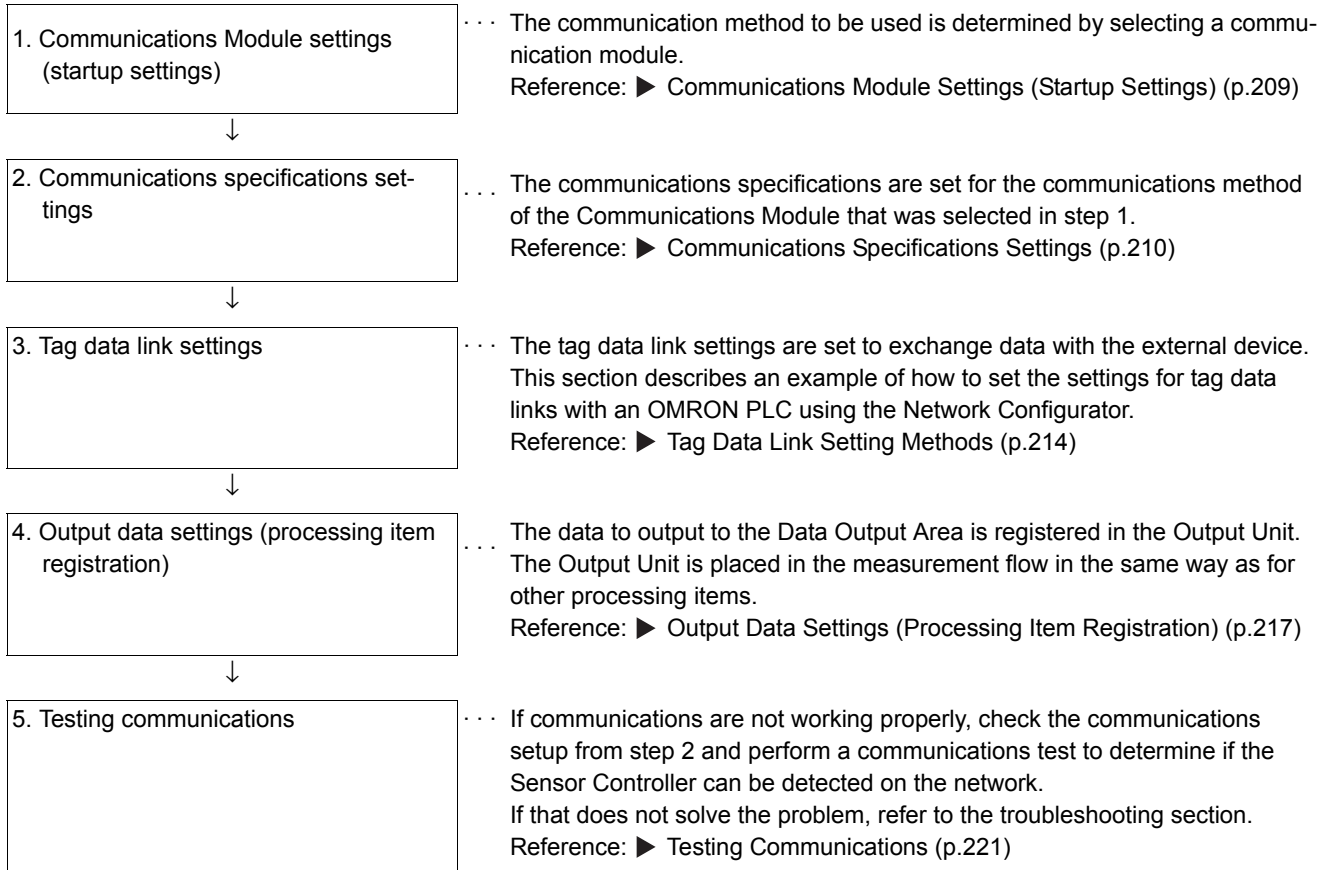 1. Communications Module settings
(startup settings)
· · · The communication method to be used is determined by selecting a commu-
nication module.
Reference: ▶ Communications Module Settings (Startup Settings) (p.209)
↓
2. Communications specifications set-
tings
· · · The communications specifications are set for the communications method
of the Communications Module that was selected in step 1.
Reference: ▶ Communications Specifications Settings (p.210)
↓
3. Tag data link settings
· · · The tag data link settings are set to exchange data with the external device.
This section describes an example of how to set the settings for tag data
links with an OMRON PLC using the Network Configurator.
Reference: ▶ Tag Data Link Setting Methods (p.214)
↓
4. Output data settings (processing item
registration)
· · · The data to output to the Data Output Area is registered in the Output Unit.
The Output Unit is placed in the measurement flow in the same way as for
other processing items.
Reference: ▶ Output Data Settings (Processing Item Registration) (p.217)
↓
5. Testing communications
· · · If communications are not working properly, check the communications
setup from step 2 and perform a communications test to determine if the
Sensor Controller can be detected on the network.
If that does not solve the problem, refer to the troubleshooting section.
Reference: ▶ Testing Communications (p.221)